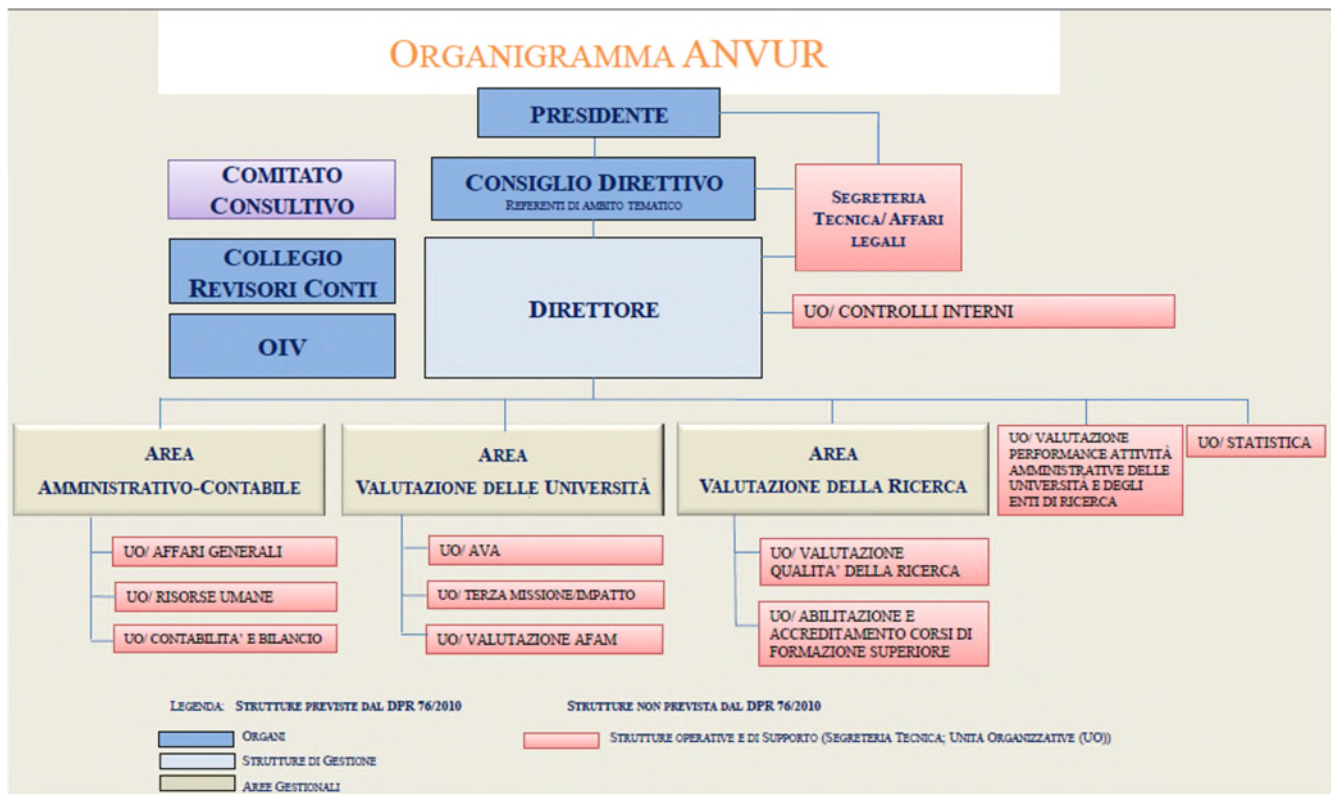 ORGANIGRAMMA ANVUR
PRESIDENTE
COMITATO
CONSULTIVO
CONSIGLIO DIRETTIVO
REFERENTI DI AMBITO TEMATICO
SEGRETERIA
TECNICA/ AFFARI
LEGALI
COLLEGIO
REVISORI CONTI
DIRETTORE
UO/ CONTROLLI INTERNI
OIV
AREA
AMMINISTRATIVO-CONTABILE
AREA
VALUTAZIONE DELLE UNIVERSITÀ
AREA
VALUTAZIONE DELLA RICERCA
UO/ VALUTAZIONE
PERFORMANCE ATTIVITÀ
AMMINISTRATIVE DELLE
UNIVERSITÀ E DEGLI
ENTI DI RICERCA
UO/ STATISTICA
UO/ AFFARI GENERALI
UO/ RISORSE UMANE
UO/ CONTABILITA' E BILANCIO
UO/ AVA
UO/ TERZA MISSIONE/IMPATTO
UO/ VALUTAZIONE AFAM
UO/ VALUTAZIONE
QUALITA' DELLA RICERCA
UO/ ABILITAZIONE E
ACCREDITAMENTO CORSI DI
FORMAZIONE SUPERIORE
LEGENDA: STRUTTURE PREVISTE DAL DPR 76/2010
STRUTTURE NON PREVISTA DAL DPR 76/2010
ORGANI
STRUTTURE DI GESTIONE
AREE GESTIONALI
STRUTTURE OPERATIVE E DI SUPPORTO (SEGRETERIA TECNICA; UNITÀ ORGANIZZATIVE (UO))